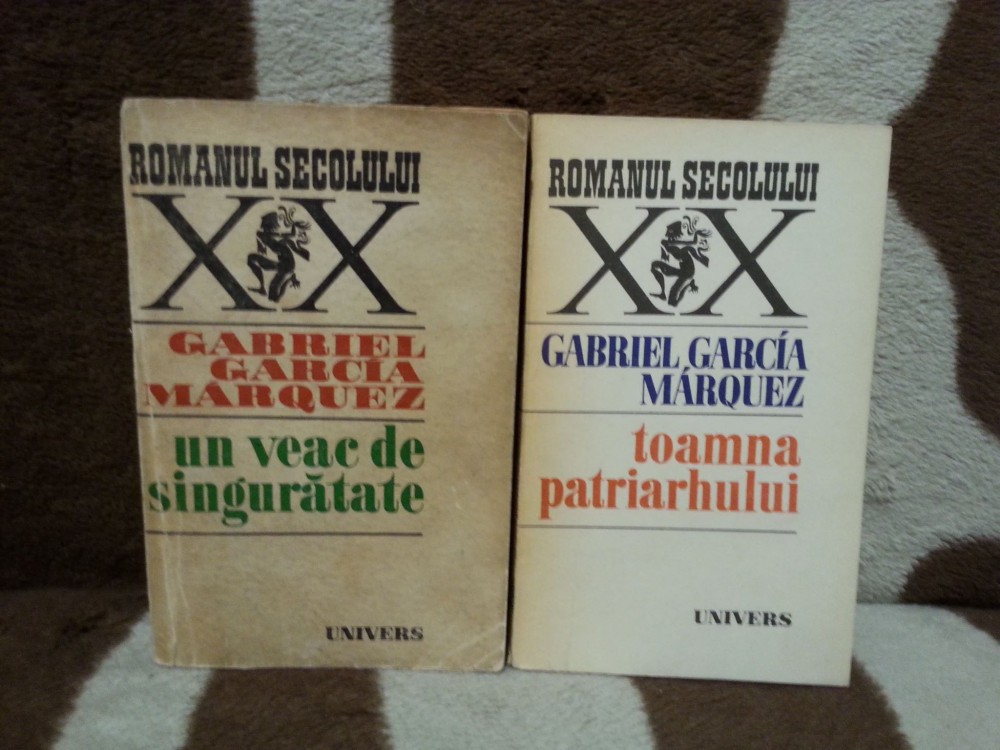 ROMANUL SECOLULUI
XX
GABRIEL
GARCÍA
MÁRQUEZ
un veac de
singurătate
UNIVERS
ROMANUL SECOLULUI
XX
GABRIEL GARCÍA
MÁRQUEZ
toamna
patriarhului
UNIVERS